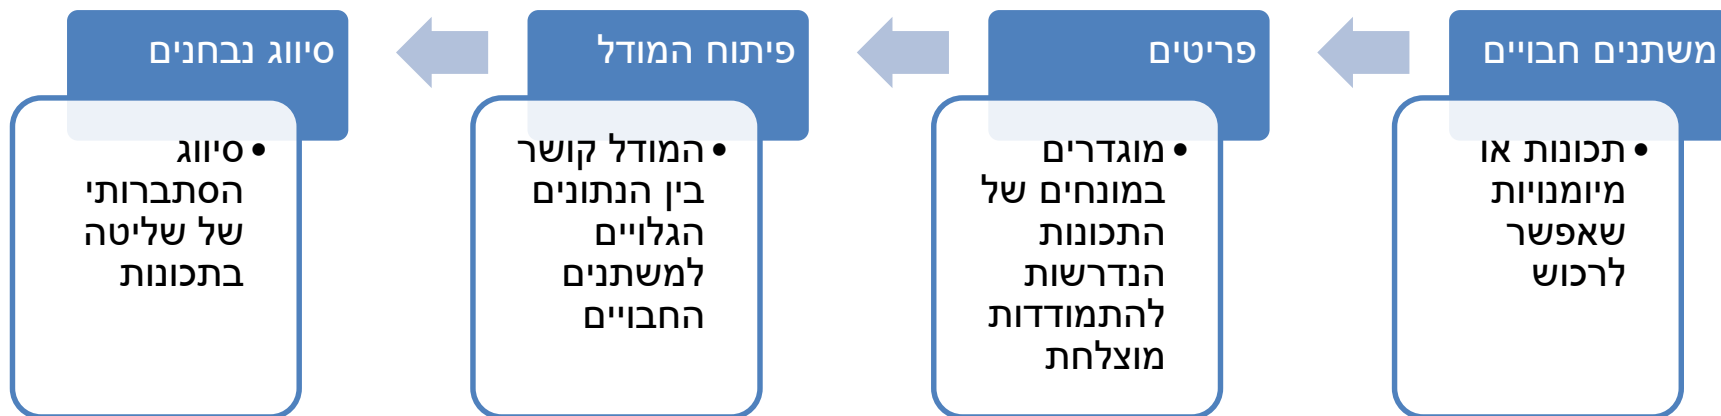 משתנים חבויים
• תכונות או
מיומנויות
שאפשר
לרכוש
פריטים
• מוגדרים
במונחים של
התכונות
הנדרשות
להתמודדות
מוצלחת
פיתוח המודל
• המודל קושר
בין הנתונים
הגלויים
למשתנים
החבויים
סיווג נבחנים
• סיווג
הסתברותי
של שליטה
בתכונות